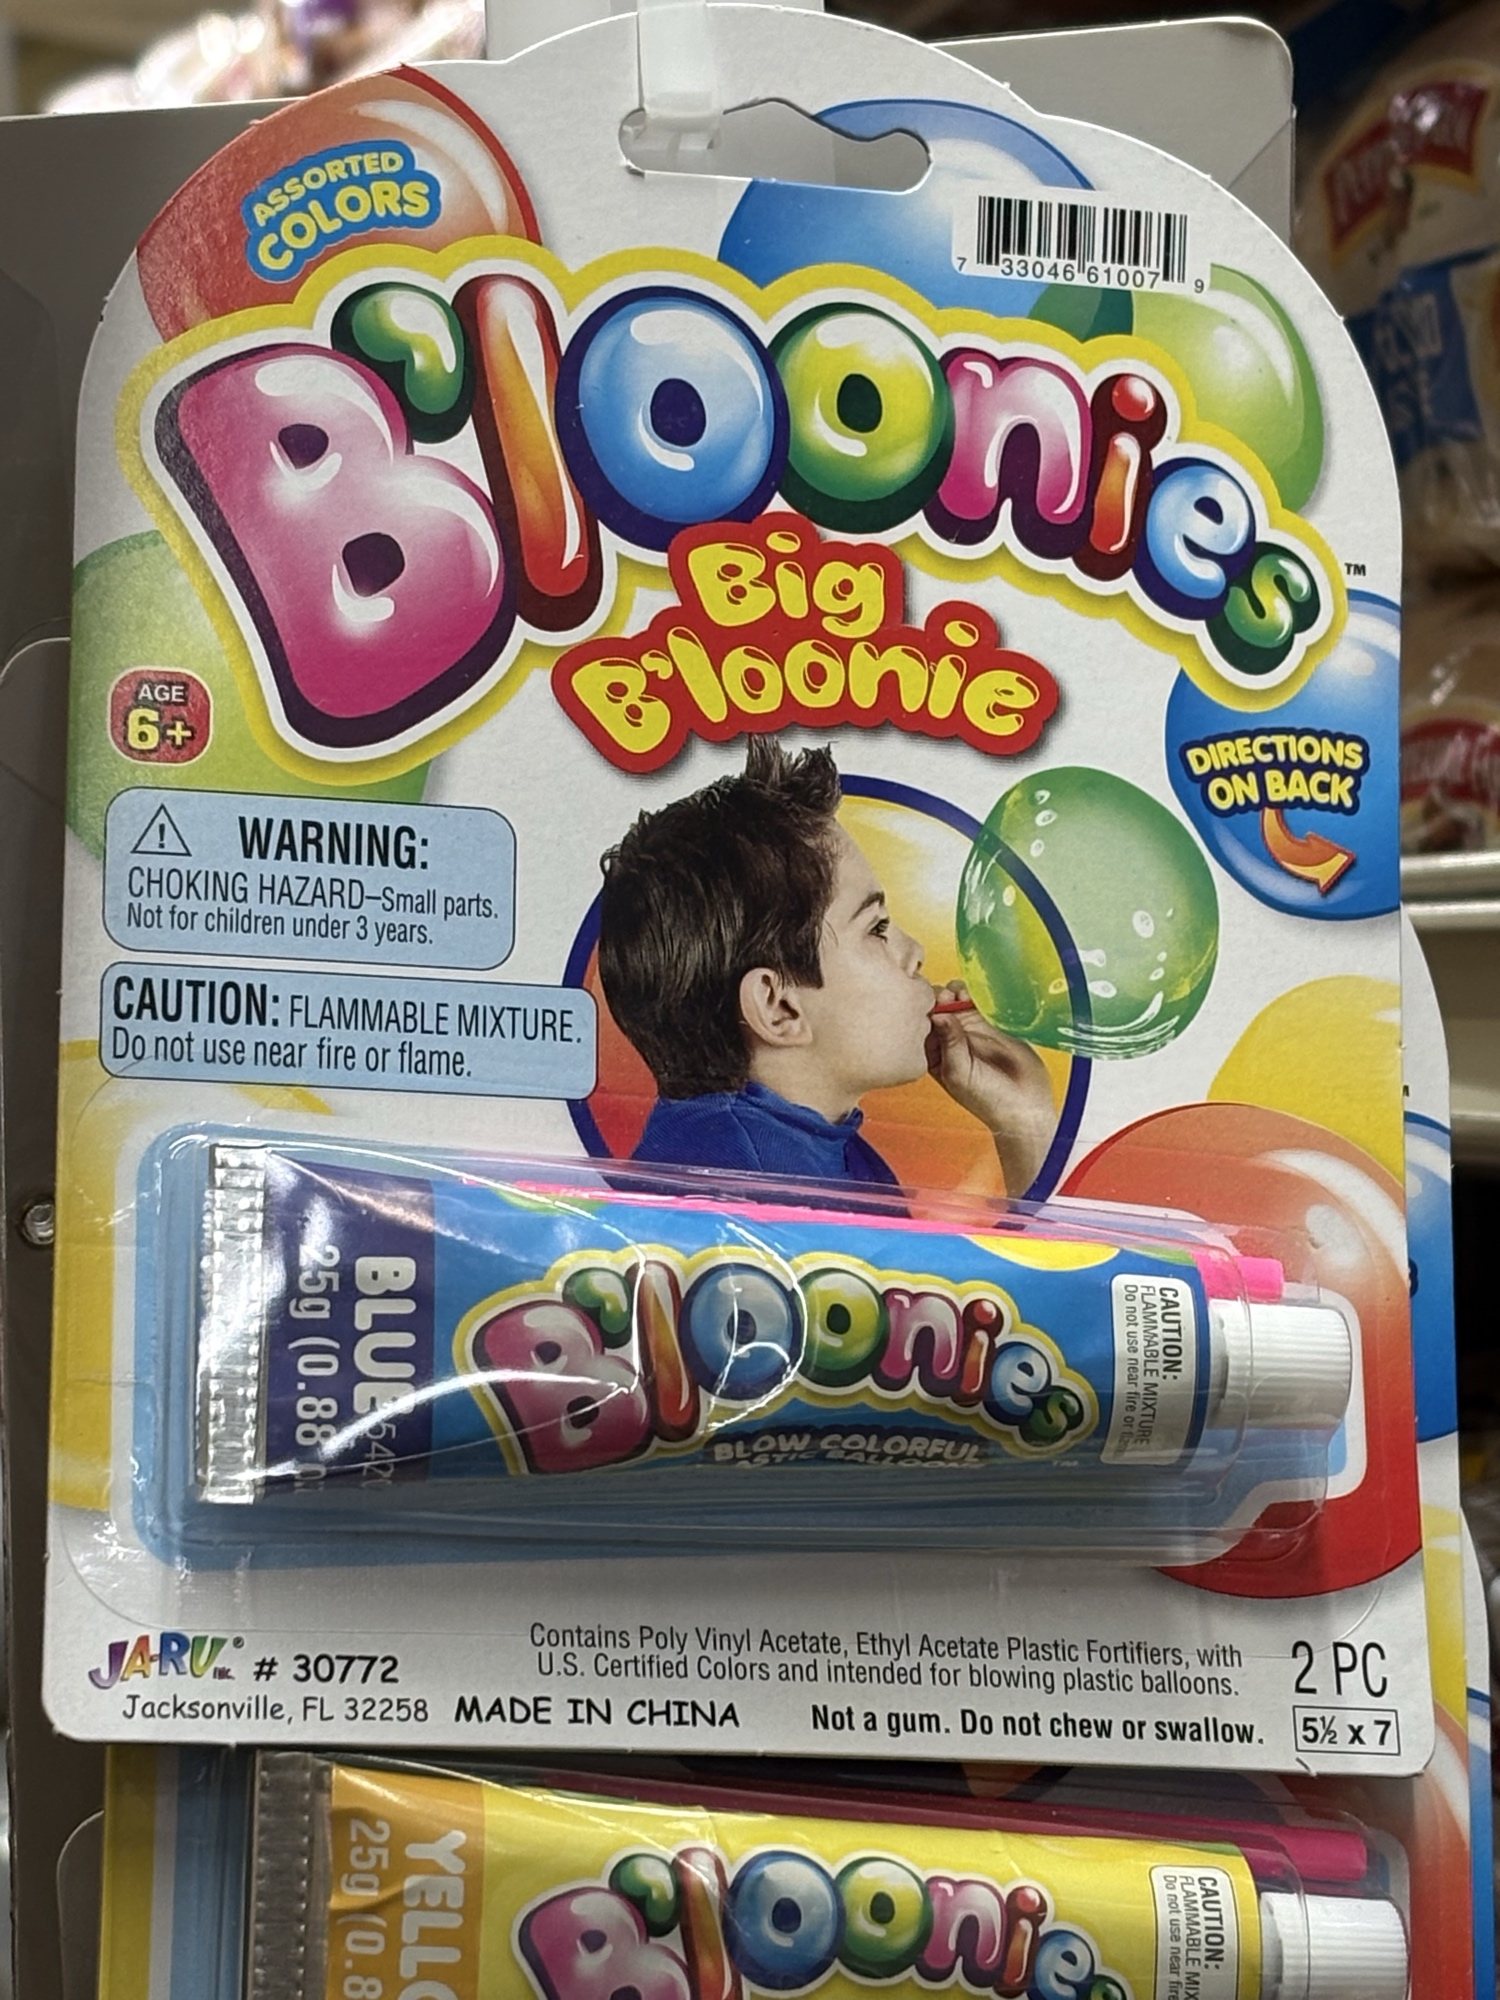 ASSORTED
COLORS
7 33046 61007 9
B'loonies
TM
Big
B'loonie
AGE
6+
DIRECTIONS
ON BACK
WARNING:
CHOKING HAZARD–Small parts.
Not for children under 3 years.
CAUTION: FLAMMABLE MIXTURE.
Do not use near fire or flame.
BLUE
25g (0.88
B'loonies
BLOW COLORFUL
TM
CAUTION:
FLAMMABLE MIXTURE
Do not use near fire or
JA-RU® INC. # 30772
Jacksonville, FL 32258 MADE IN CHINA
Contains Poly Vinyl Acetate, Ethyl Acetate Plastic Fortifiers, with
U.S. Certified Colors and intended for blowing plastic balloons.
Not a gum. Do not chew or swallow.
2 PC
5½ x 7
25g (0.8
B'loonies
CAUTION:
FLAMMABLE MIX
Do not use near